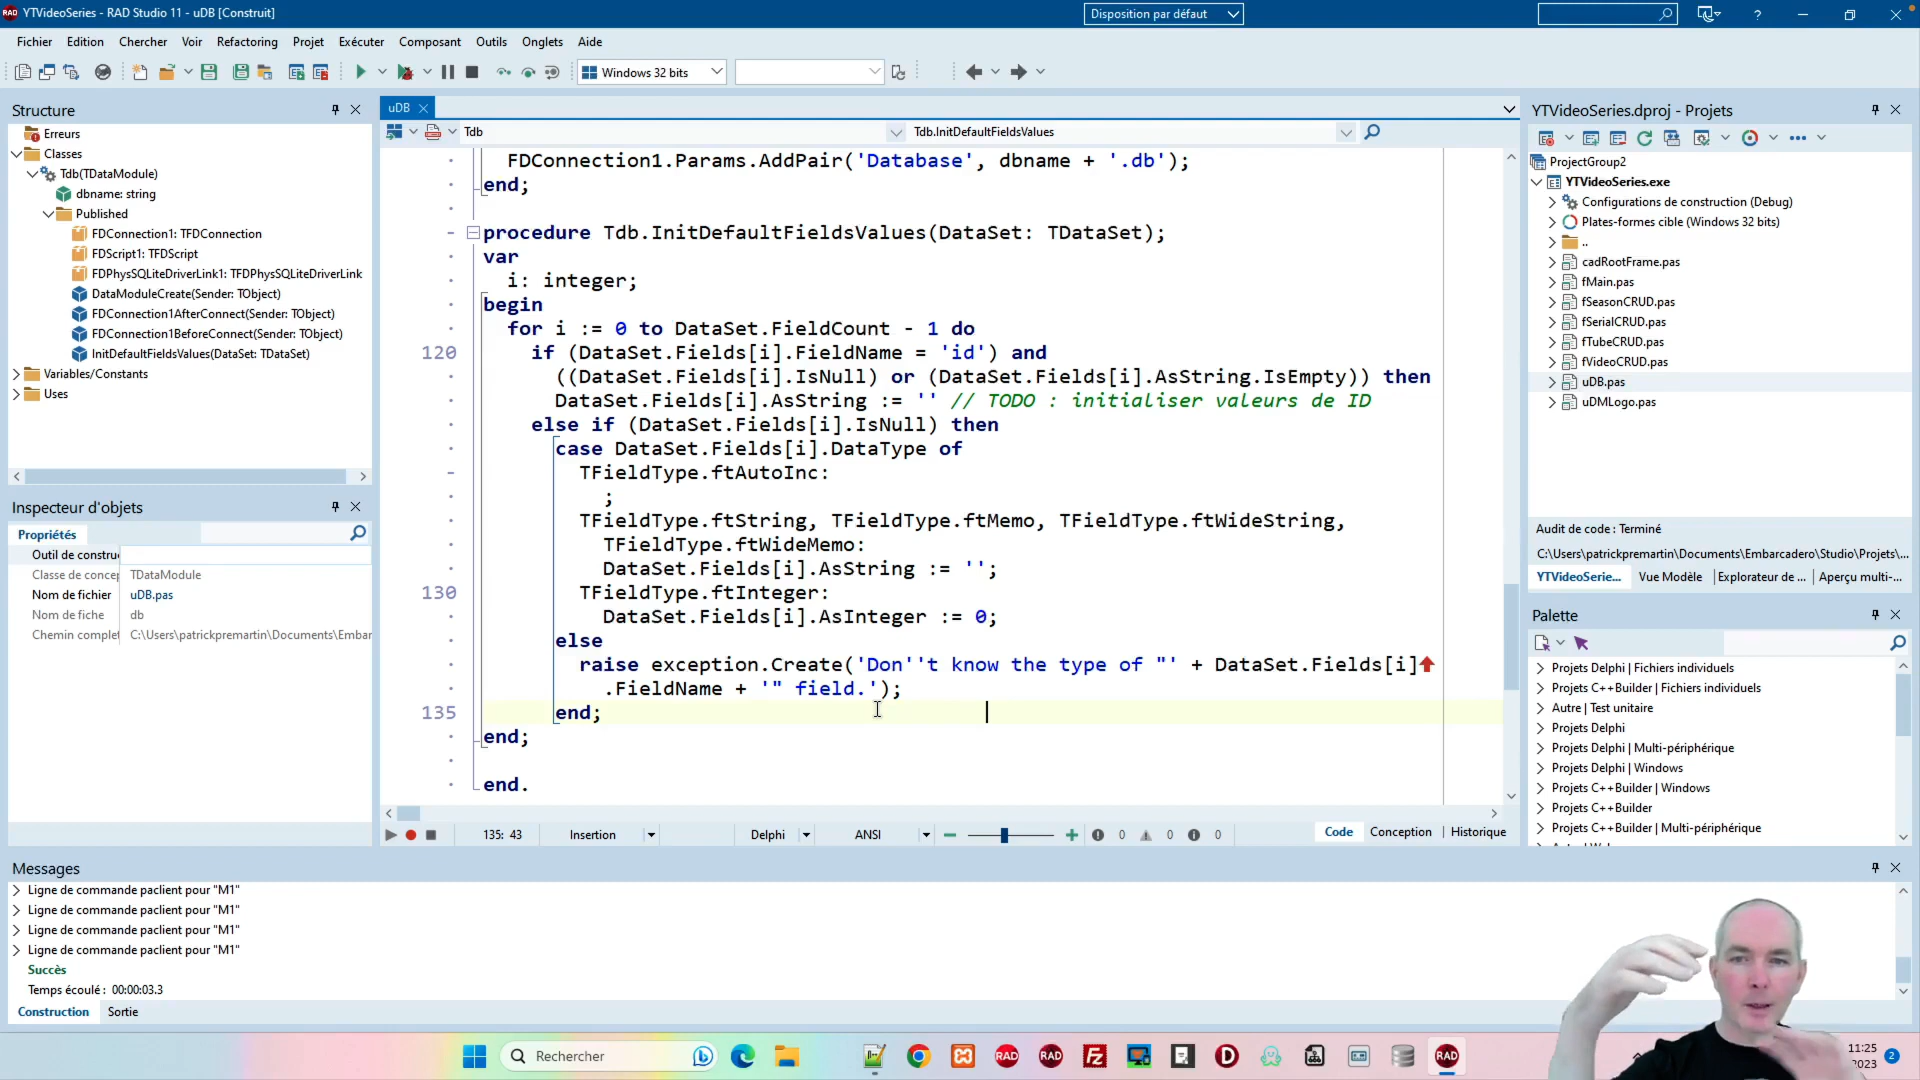 YTVideoSeries - RAD Studio 11 - uDB [Construit]
Disposition par défaut
Fichier Edition Chercher Voir Refactoring Projet Exécuter Composant Outils Onglets Aide
Windows 32 bits
Structure
Erreurs
Classes
Tdb(TDataModule)
dbname: string
Published
FDConnection1: TFDConnection
FDScript1: TFDScript
FDPhysSQLiteDriverLink1: TFDPhysSQLiteDriverLink
DataModuleCreate(Sender: TObject)
FDConnection1AfterConnect(Sender: TObject)
FDConnection1BeforeConnect(Sender: TObject)
InitDefaultFieldsValues(DataSet: TDataSet)
Variables/Constants
Uses
Inspecteur d'objets
Propriétés
Outil de constru
Classe de concep TDataModule
Nom de fichier uDB.pas
Nom de fiche db
Chemin complet C:\Users\patrickpremartin\Documents\Emba
uDB
Tdb Tdb.InitDefaultFieldsValues
FDConnection1.Params.AddPair('Database', dbname + '.db');
end;
procedure Tdb.InitDefaultFieldsValues(DataSet: TDataSet);
var
i: integer;
begin
for i := 0 to DataSet.FieldCount - 1 do
120 if (DataSet.Fields[i].FieldName = 'id') and
((DataSet.Fields[i].IsNull) or (DataSet.Fields[i].AsString.IsEmpty)) then
DataSet.Fields[i].AsString := '' // TODO : initialiser valeurs de ID
else if (DataSet.Fields[i].IsNull) then
case DataSet.Fields[i].DataType of
TFieldType.ftAutoInc:
;
TFieldType.ftString, TFieldType.ftMemo, TFieldType.ftWideString,
TFieldType.ftWideMemo:
DataSet.Fields[i].AsString := '';
130 TFieldType.ftInteger:
DataSet.Fields[i].AsInteger := 0;
else
raise exception.Create('Don''t know the type of "' + DataSet.Fields[i]
.FieldName + '" field.');
135 end;
end;
end.
135: 43 Insertion Delphi ANSI 0 0 0 Code Conception Historique
YTVideoSeries.dproj - Projets
ProjectGroup2
YTVideoSeries.exe
Configurations de construction (Debug)
Plates-formes cible (Windows 32 bits)
..
cadRootFrame.pas
fMain.pas
fSeasonCRUD.pas
fSerialCRUD.pas
fTubeCRUD.pas
fVideoCRUD.pas
uDB.pas
uDMLogo.pas
Audit de code : Terminé
C:\Users\patrickpremartin\Documents\Embarcadero\Studio\Projets\...
YTVideoSerie... Vue Modèle Explorateur de ... Aperçu multi-...
Palette
Projets Delphi | Fichiers individuels
Projets C++Builder | Fichiers individuels
Autre | Test unitaire
Projets Delphi
Projets Delphi | Multi-périphérique
Projets Delphi | Windows
Projets C++Builder | Windows
Projets C++Builder
Projets C++Builder | Multi-périphérique
Messages
Ligne de commande paclient pour "M1"
Ligne de commande paclient pour "M1"
Ligne de commande paclient pour "M1"
Ligne de commande paclient pour "M1"
Succès
Temps écoulé : 00:00:03.3
Construction Sortie
Rechercher
RAD RAD RAD
11:25
2023
2